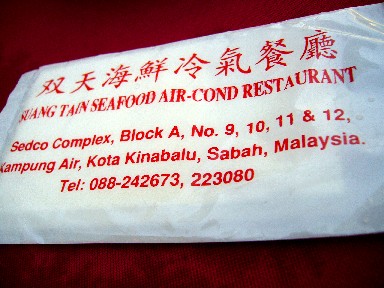 双天海鮮冷氣餐廳
SUANG TAIN SEAFOOD AIR-COND RESTAURANT
Sedco Complex, Block A, No. 9, 10, 11 & 12,
Kampung Air, Kota Kinabalu, Sabah, Malaysia.
Tel: 088-242673, 223080